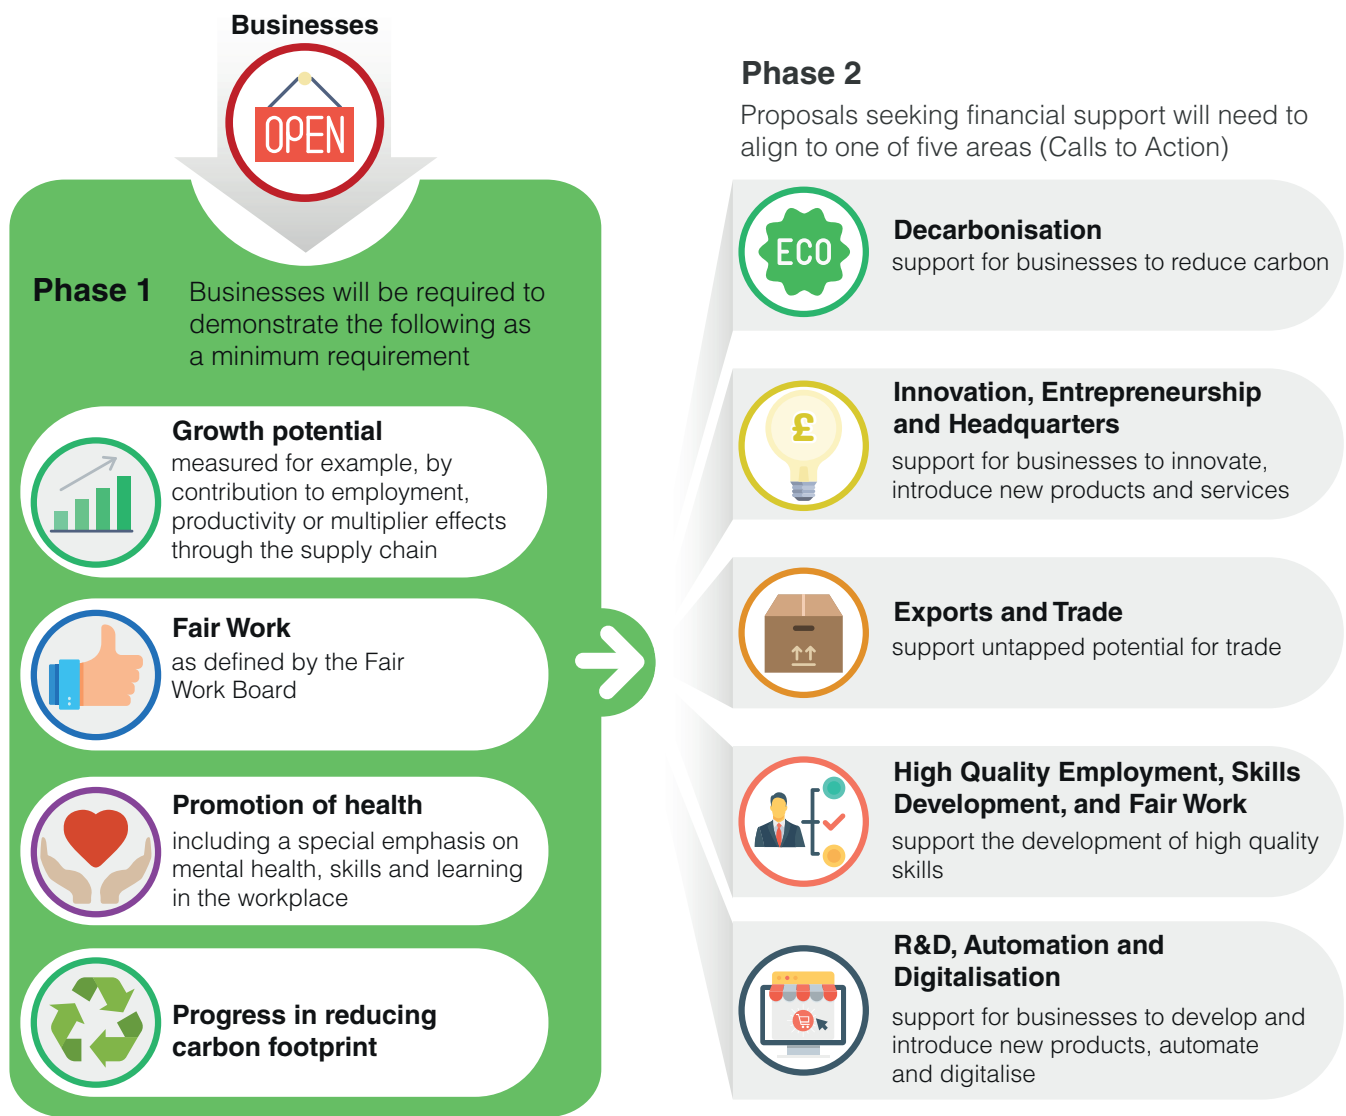 Businesses
OPEN
Phase 1
Businesses will be required to
demonstrate the following as
a minimum requirement
Growth potential
measured for example, by
contribution to employment,
productivity or multiplier effects
through the supply chain
Fair Work
as defined by the Fair
Work Board
Promotion of health
including a special emphasis on
mental health, skills and learning
in the workplace
Progress in reducing
carbon footprint
Phase 2
Proposals seeking financial support will need to
align to one of five areas (Calls to Action)
ECO
Decarbonisation
support for businesses to reduce carbon
£
Innovation, Entrepreneurship
and Headquarters
support for businesses to innovate,
introduce new products and services
Exports and Trade
support untapped potential for trade
High Quality Employment, Skills
Development, and Fair Work
support the development of high quality
skills
R&D, Automation and
Digitalisation
support for businesses to develop and
introduce new products, automate
and digitalise